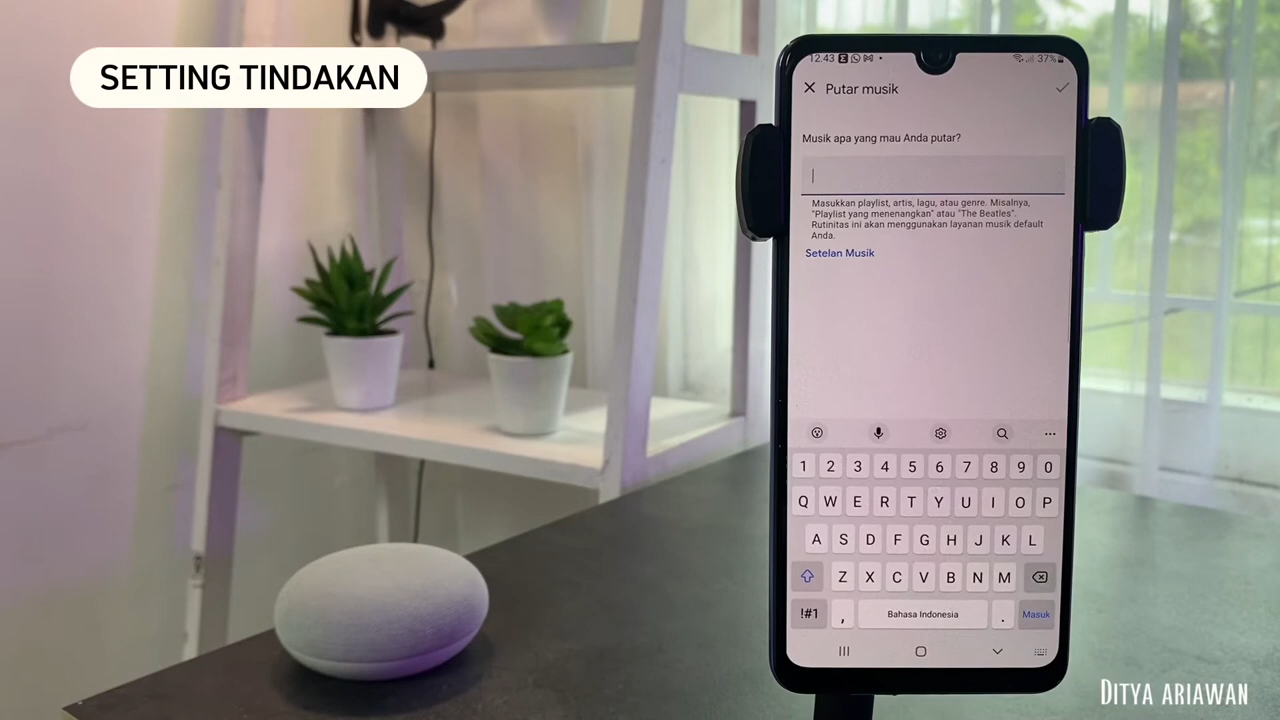 SETTING TINDAKAN
12.43
37%
Putar musik
Musik apa yang mau Anda putar?
Masukkan playlist, artis, lagu, atau genre. Misalnya,
"Playlist yang menenangkan" atau "The Beatles".
Rutinitas ini akan menggunakan layanan musik default
Anda.
Setelan Musik
1 2 3 4 5 6 7 8 9 0
Q W E R T Y U I O P
A S D F G H J K L
Z X C V B N M
!#1 , Bahasa Indonesia . Masuk
DITYA ARIAWAN